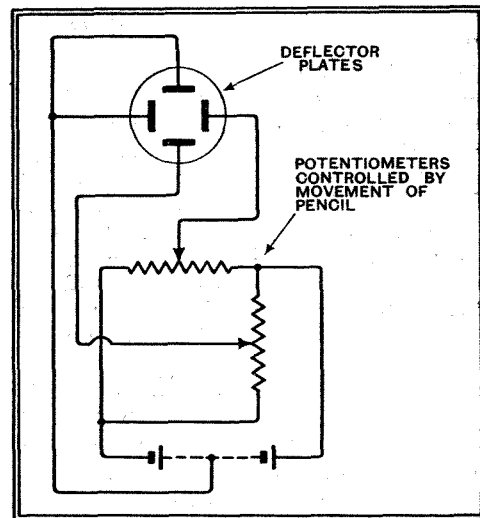 DEFLECTOR
PLATES
POTENTIOMETERS
CONTROLLED BY
MOVEMENT OF
PENCIL